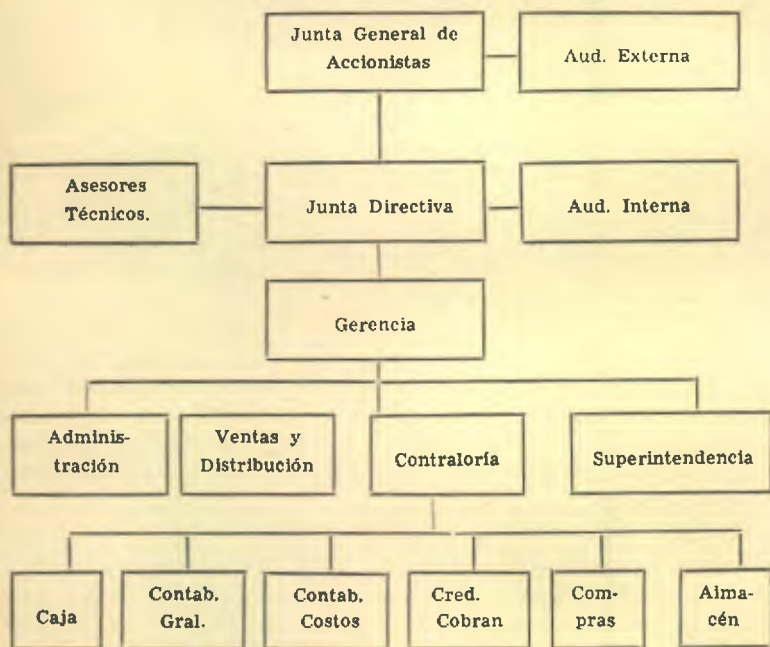 Junta General de
Accionistas
Aud. Externa
Asesores
Técnicos.
Junta Directiva
Aud. Interna
Gerencia
Adminis-
tración
Ventas y
Distribución
Contraloría
Superintendencia
Caja
Contab.
Gral.
Contab.
Costos
Cred.
Cobran
Com-
pras
Alma-
cén